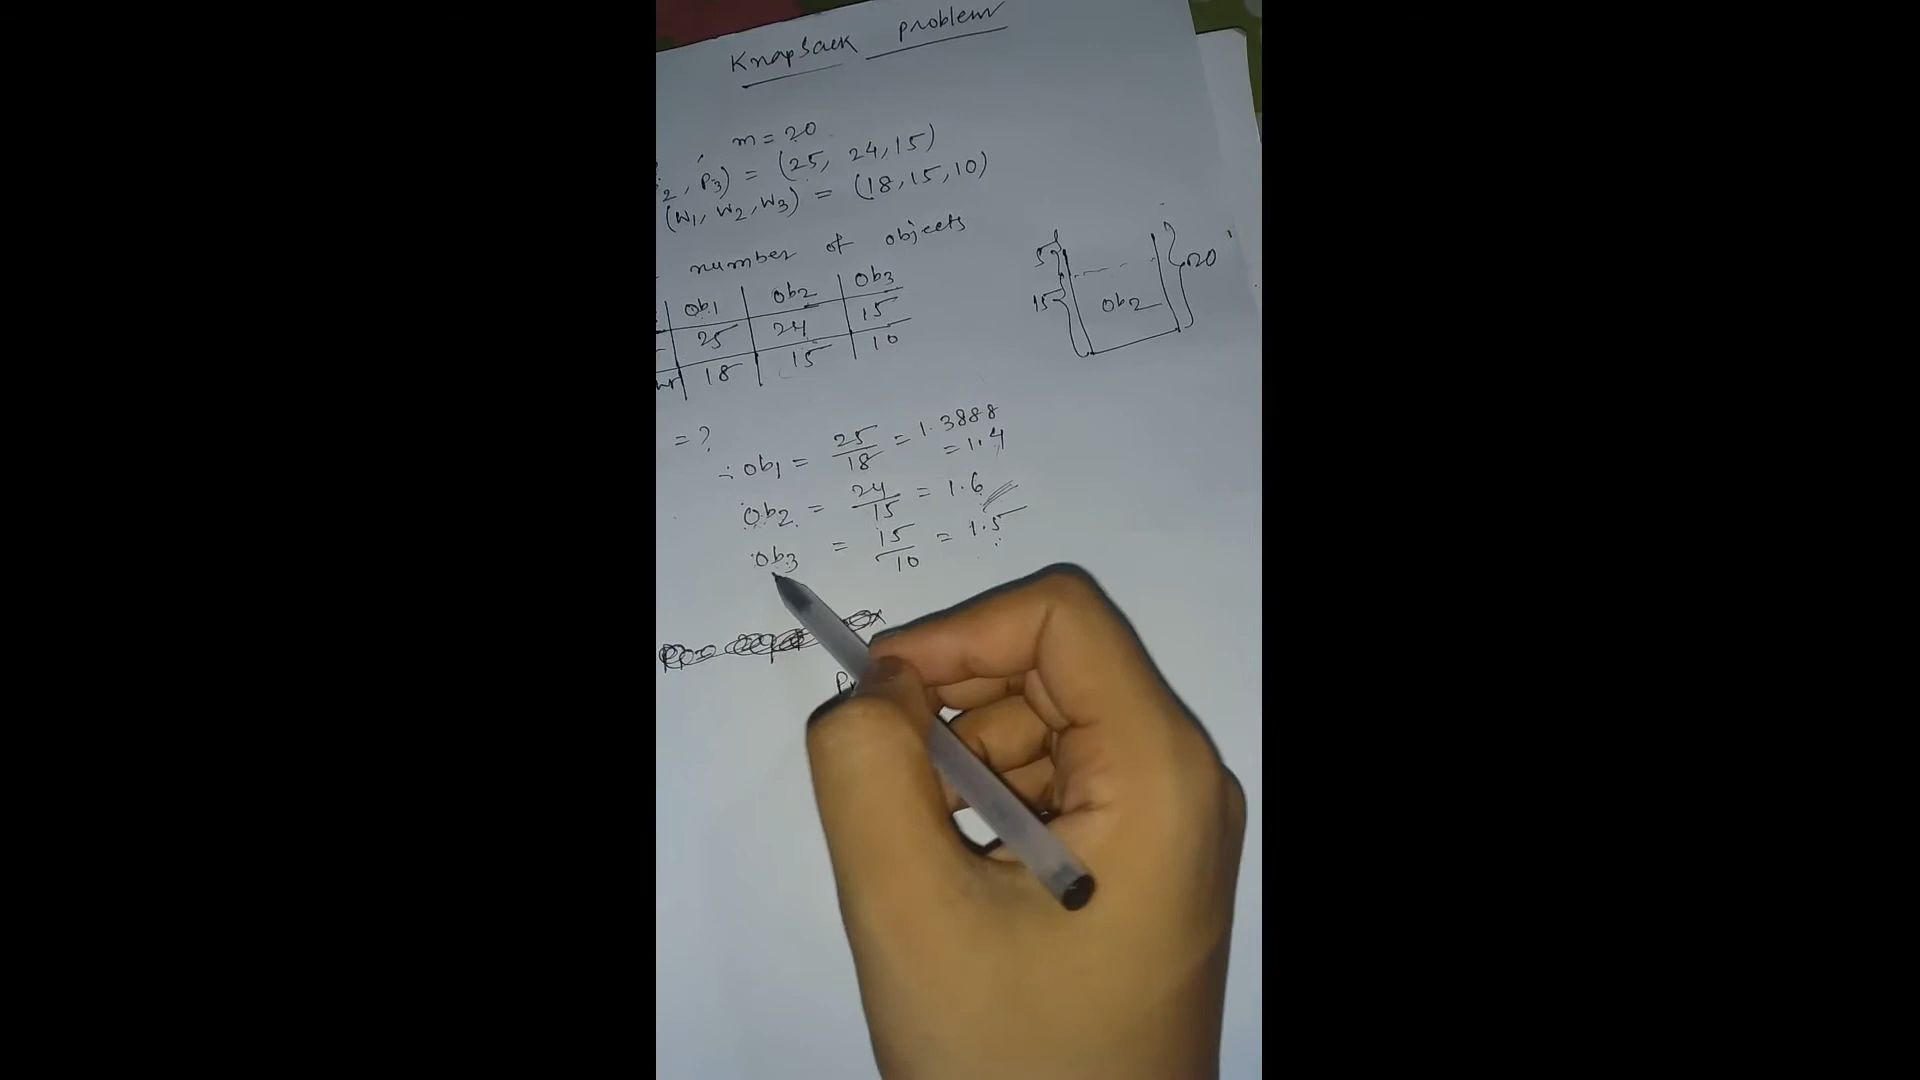 Knapsack problem
m = 20
2, P3) = (25, 24, 15)
(W1, W2, W3) = (18, 15, 10)
number of objects
Ob1 Ob2 Ob3
25 24 15
18 15 10
5
15
Ob2
20
= ?
∴ Ob1 = 25/18 = 1.3888
= 1.4
Ob2 = 24/15 = 1.6
Ob3 = 15/10 = 1.5